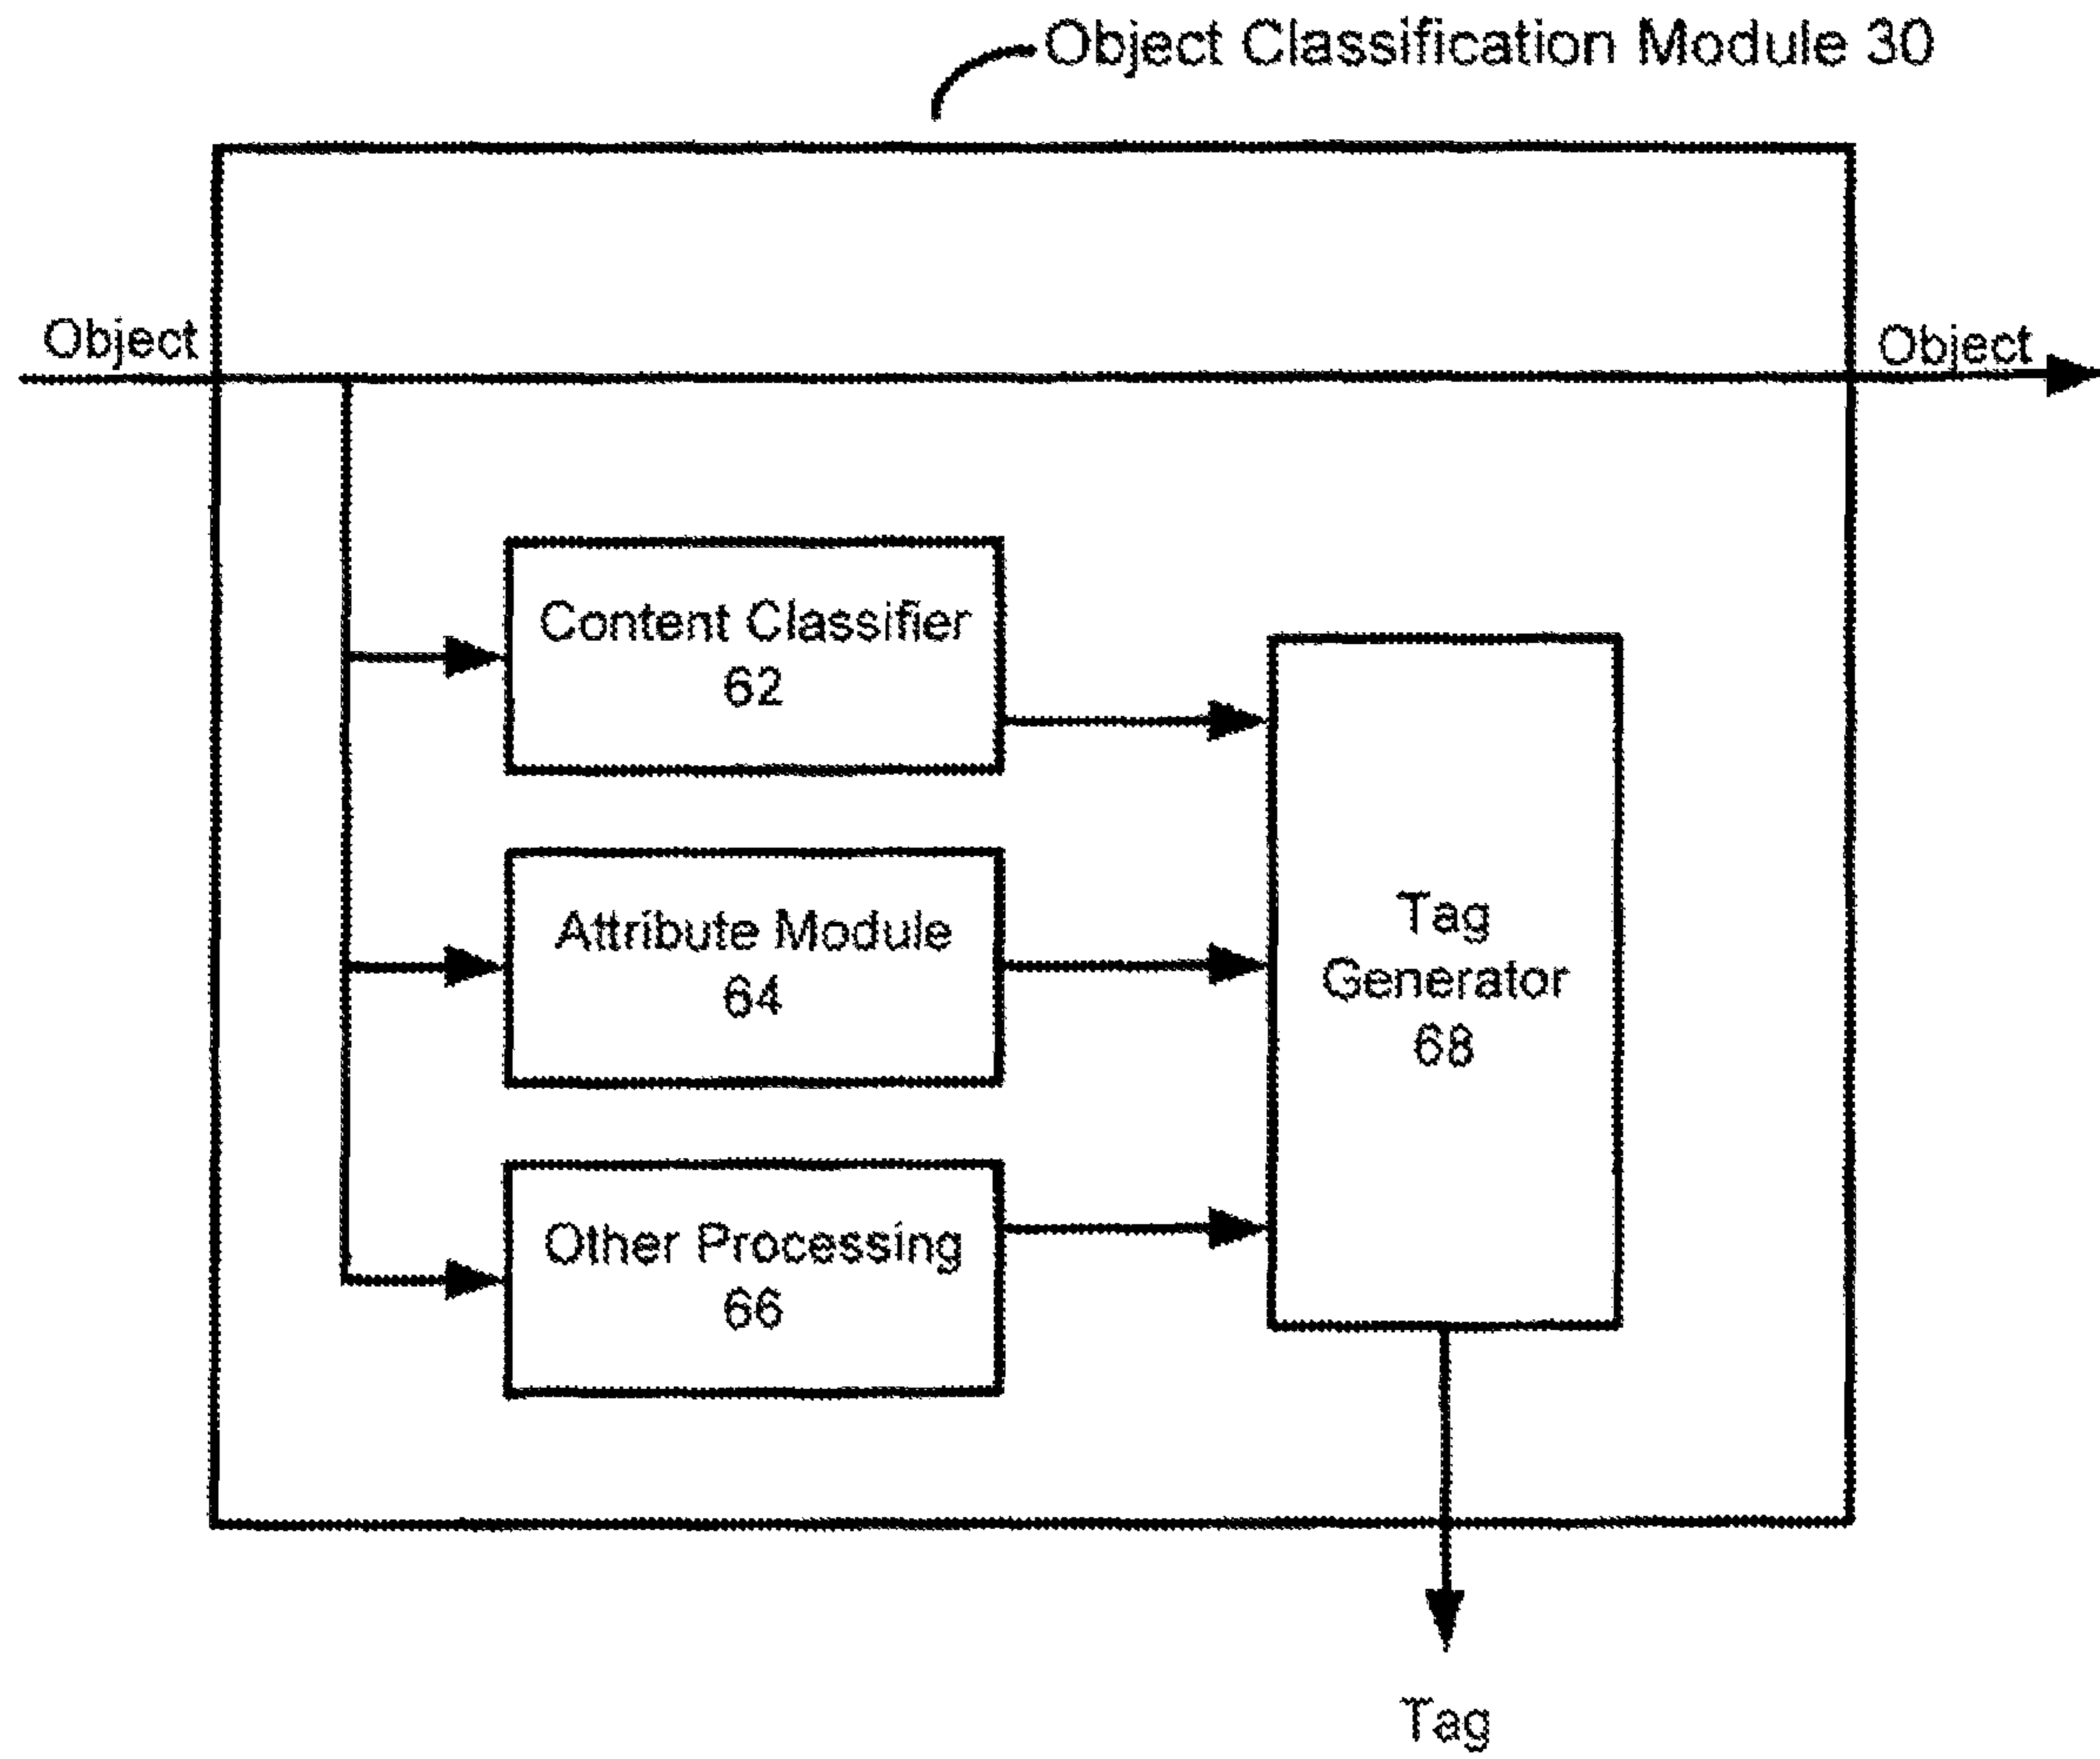 Object Classification Module 30
Object
Object
Content Classifier
62
Attribute Module
64
Other Processing
66
Tag
Generator
68
Tag